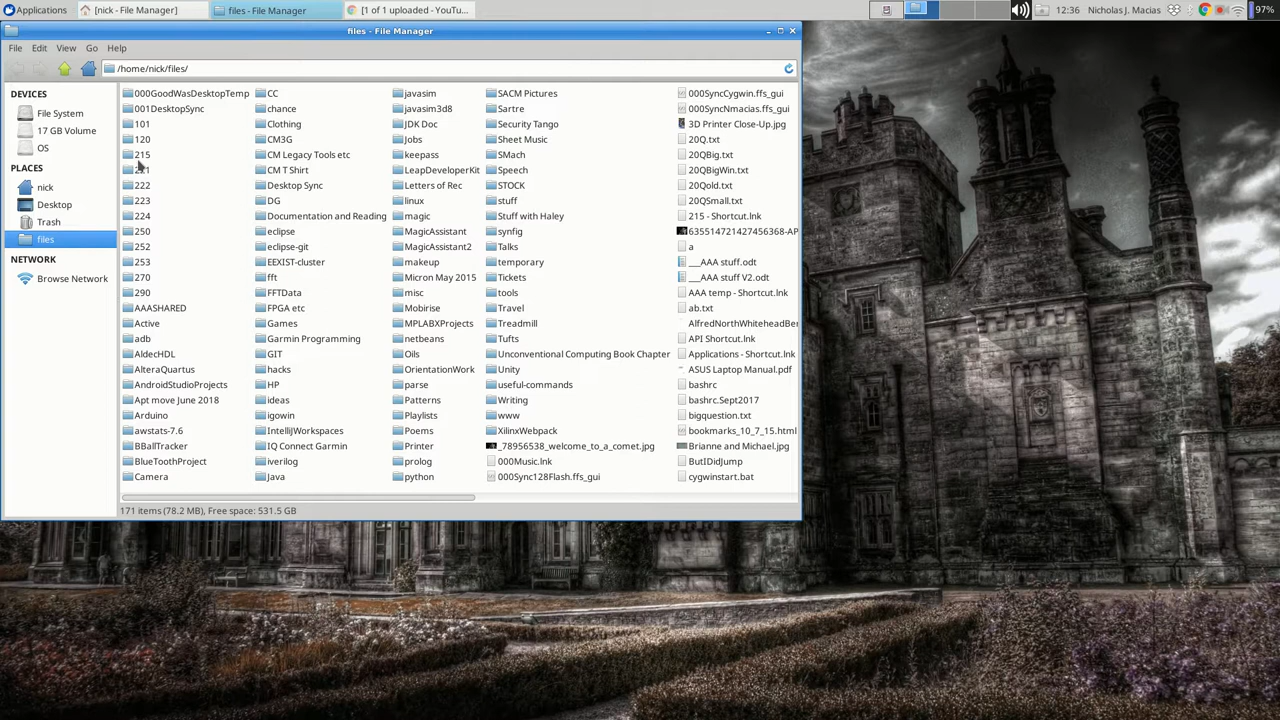 Applications
[nick - File Manager]
files - File Manager
[1 of 1 uploaded - YouTu...
12:36
Nicholas J. Macias
97%
files - File Manager
File Edit View Go Help
/home/nick/files/
DEVICES
File System
17 GB Volume
OS
PLACES
nick
Desktop
Trash
files
NETWORK
Browse Network
000GoodWasDesktopTemp
001DesktopSync
101
120
215
221
222
223
224
250
252
253
270
290
AAASHARED
Active
adb
AldecHDL
AlteraQuartus
AndroidStudioProjects
Apt move June 2018
Arduino
awstats-7.6
BBallTracker
BlueToothProject
Camera
CC
chance
Clothing
CM3G
CM Legacy Tools etc
CM T Shirt
Desktop Sync
DG
Documentation and Reading
eclipse
eclipse-git
EEXIST-cluster
fft
FFTData
FPGA etc
Games
Garmin Programming
GIT
hacks
HP
ideas
igowin
IntellijWorkspaces
IQ Connect Garmin
iverilog
Java
javasim
javasim3d8
JDK Doc
Jobs
keepass
LeapDeveloperKit
Letters of Rec
linux
magic
MagicAssistant
MagicAssistant2
makeup
Micron May 2015
misc
Mobirise
MPLABXProjects
netbeans
Oils
OrientationWork
parse
Patterns
Playlists
Poems
Printer
prolog
python
SACM Pictures
Sartre
Security Tango
Sheet Music
SMach
Speech
STOCK
stuff
Stuff with Haley
synfig
Talks
temporary
Tickets
tools
Travel
Treadmill
Tufts
Unconventional Computing Book Chapter
Unity
useful-commands
Writing
www
XilinxWebpack
_78956538_welcome_to_a_comet.jpg
000Music.lnk
000Sync128Flash.ffs_gui
000SyncCygwin.ffs_gui
000SyncNmacias.ffs_gui
3D Printer Close-Up.jpg
20Q.txt
20QBig.txt
20QBigWin.txt
20Qold.txt
20QSmall.txt
215 - Shortcut.lnk
635514721427456368-AP
a
___AAA stuff.odt
___AAA stuff V2.odt
AAA temp - Shortcut.lnk
ab.txt
AlfredNorthWhiteheadBer
API Shortcut.lnk
Applications - Shortcut.lnk
ASUS Laptop Manual.pdf
bashrc
bashrc.Sept2017
bigquestion.txt
bookmarks_10_7_15.html
Brianne and Michael.jpg
ButIDidJump
cygwinstart.bat
171 items (78.2 MB), Free space: 531.5 GB